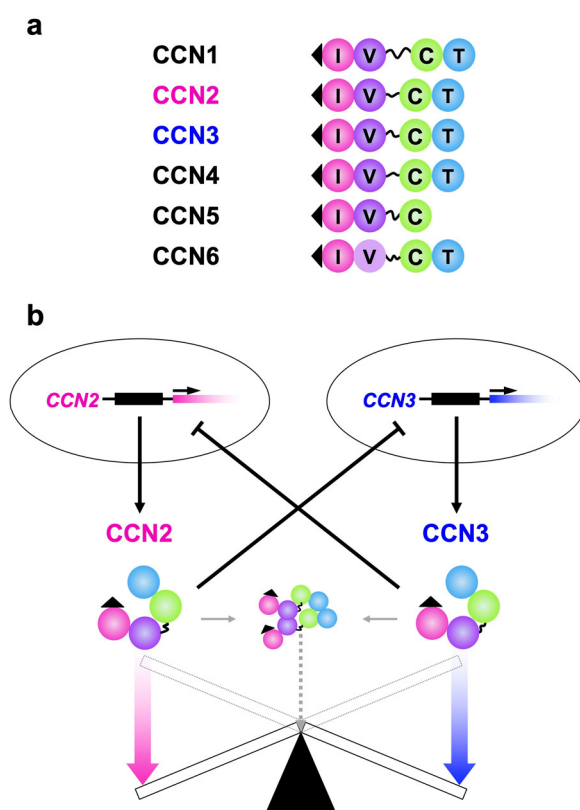 a
CCN1 I V C T
CCN2 I V C T
CCN3 I V C T
CCN4 I V C T
CCN5 I V C
CCN6 I V C T
b
CCN2 CCN3
CCN2 CCN3